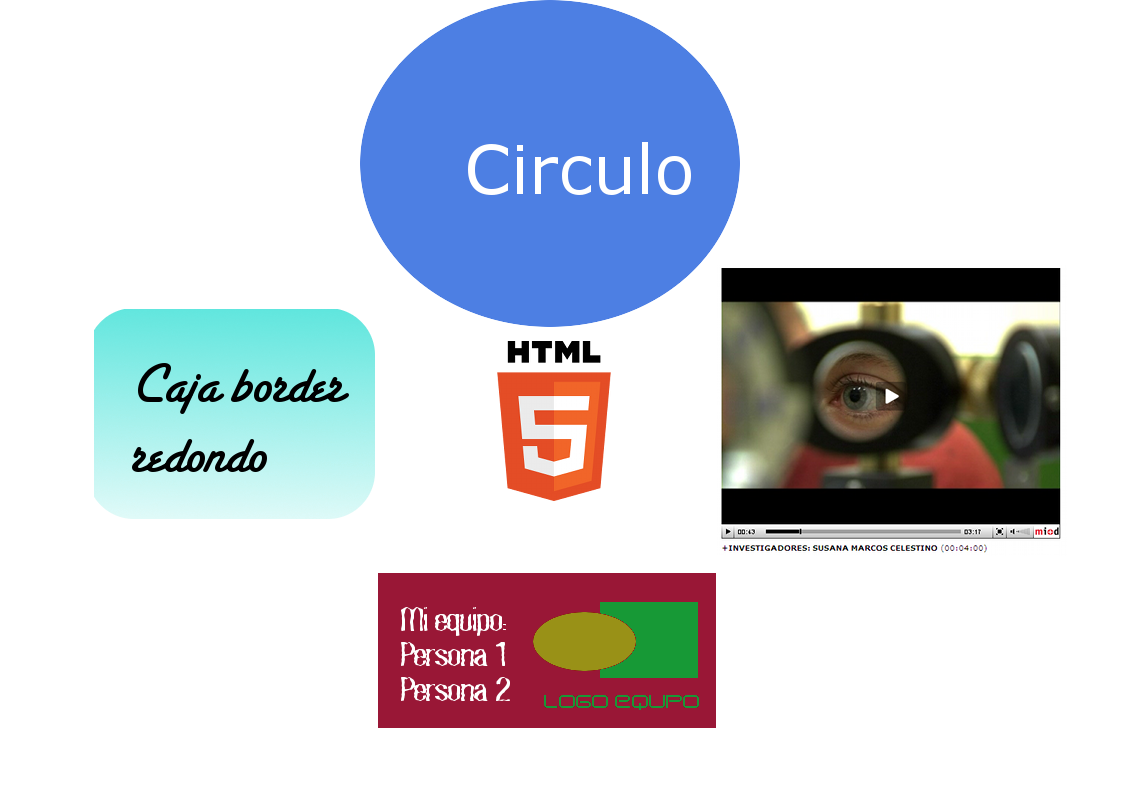 Circulo
Caja border
redondo
HTML
5
00:43
03:17
miod
+INVESTIGADORES: SUSANA MARCOS CELESTINO (00:04:00)
Mi equipo:
Persona 1
Persona 2
LOGO EQUPO